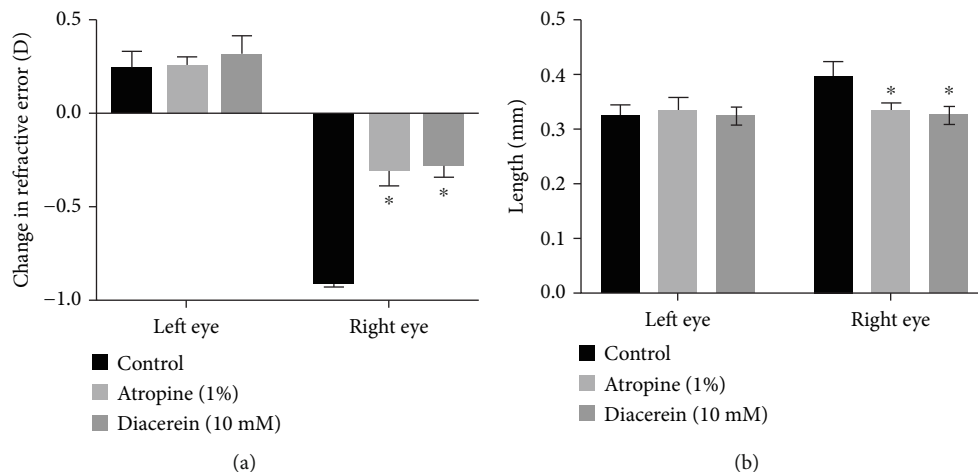 Change in refractive error (D)
0.5
0.0
−0.5
−1.0
*
*
Left eye
Right eye
Control
Atropine (1%)
Diacerein (10 mM)
(a)
Length (mm)
0.5
0.4
0.3
0.2
0.1
0.0
*
*
Left eye
Right eye
Control
Atropine (1%)
Diacerein (10 mM)
(b)